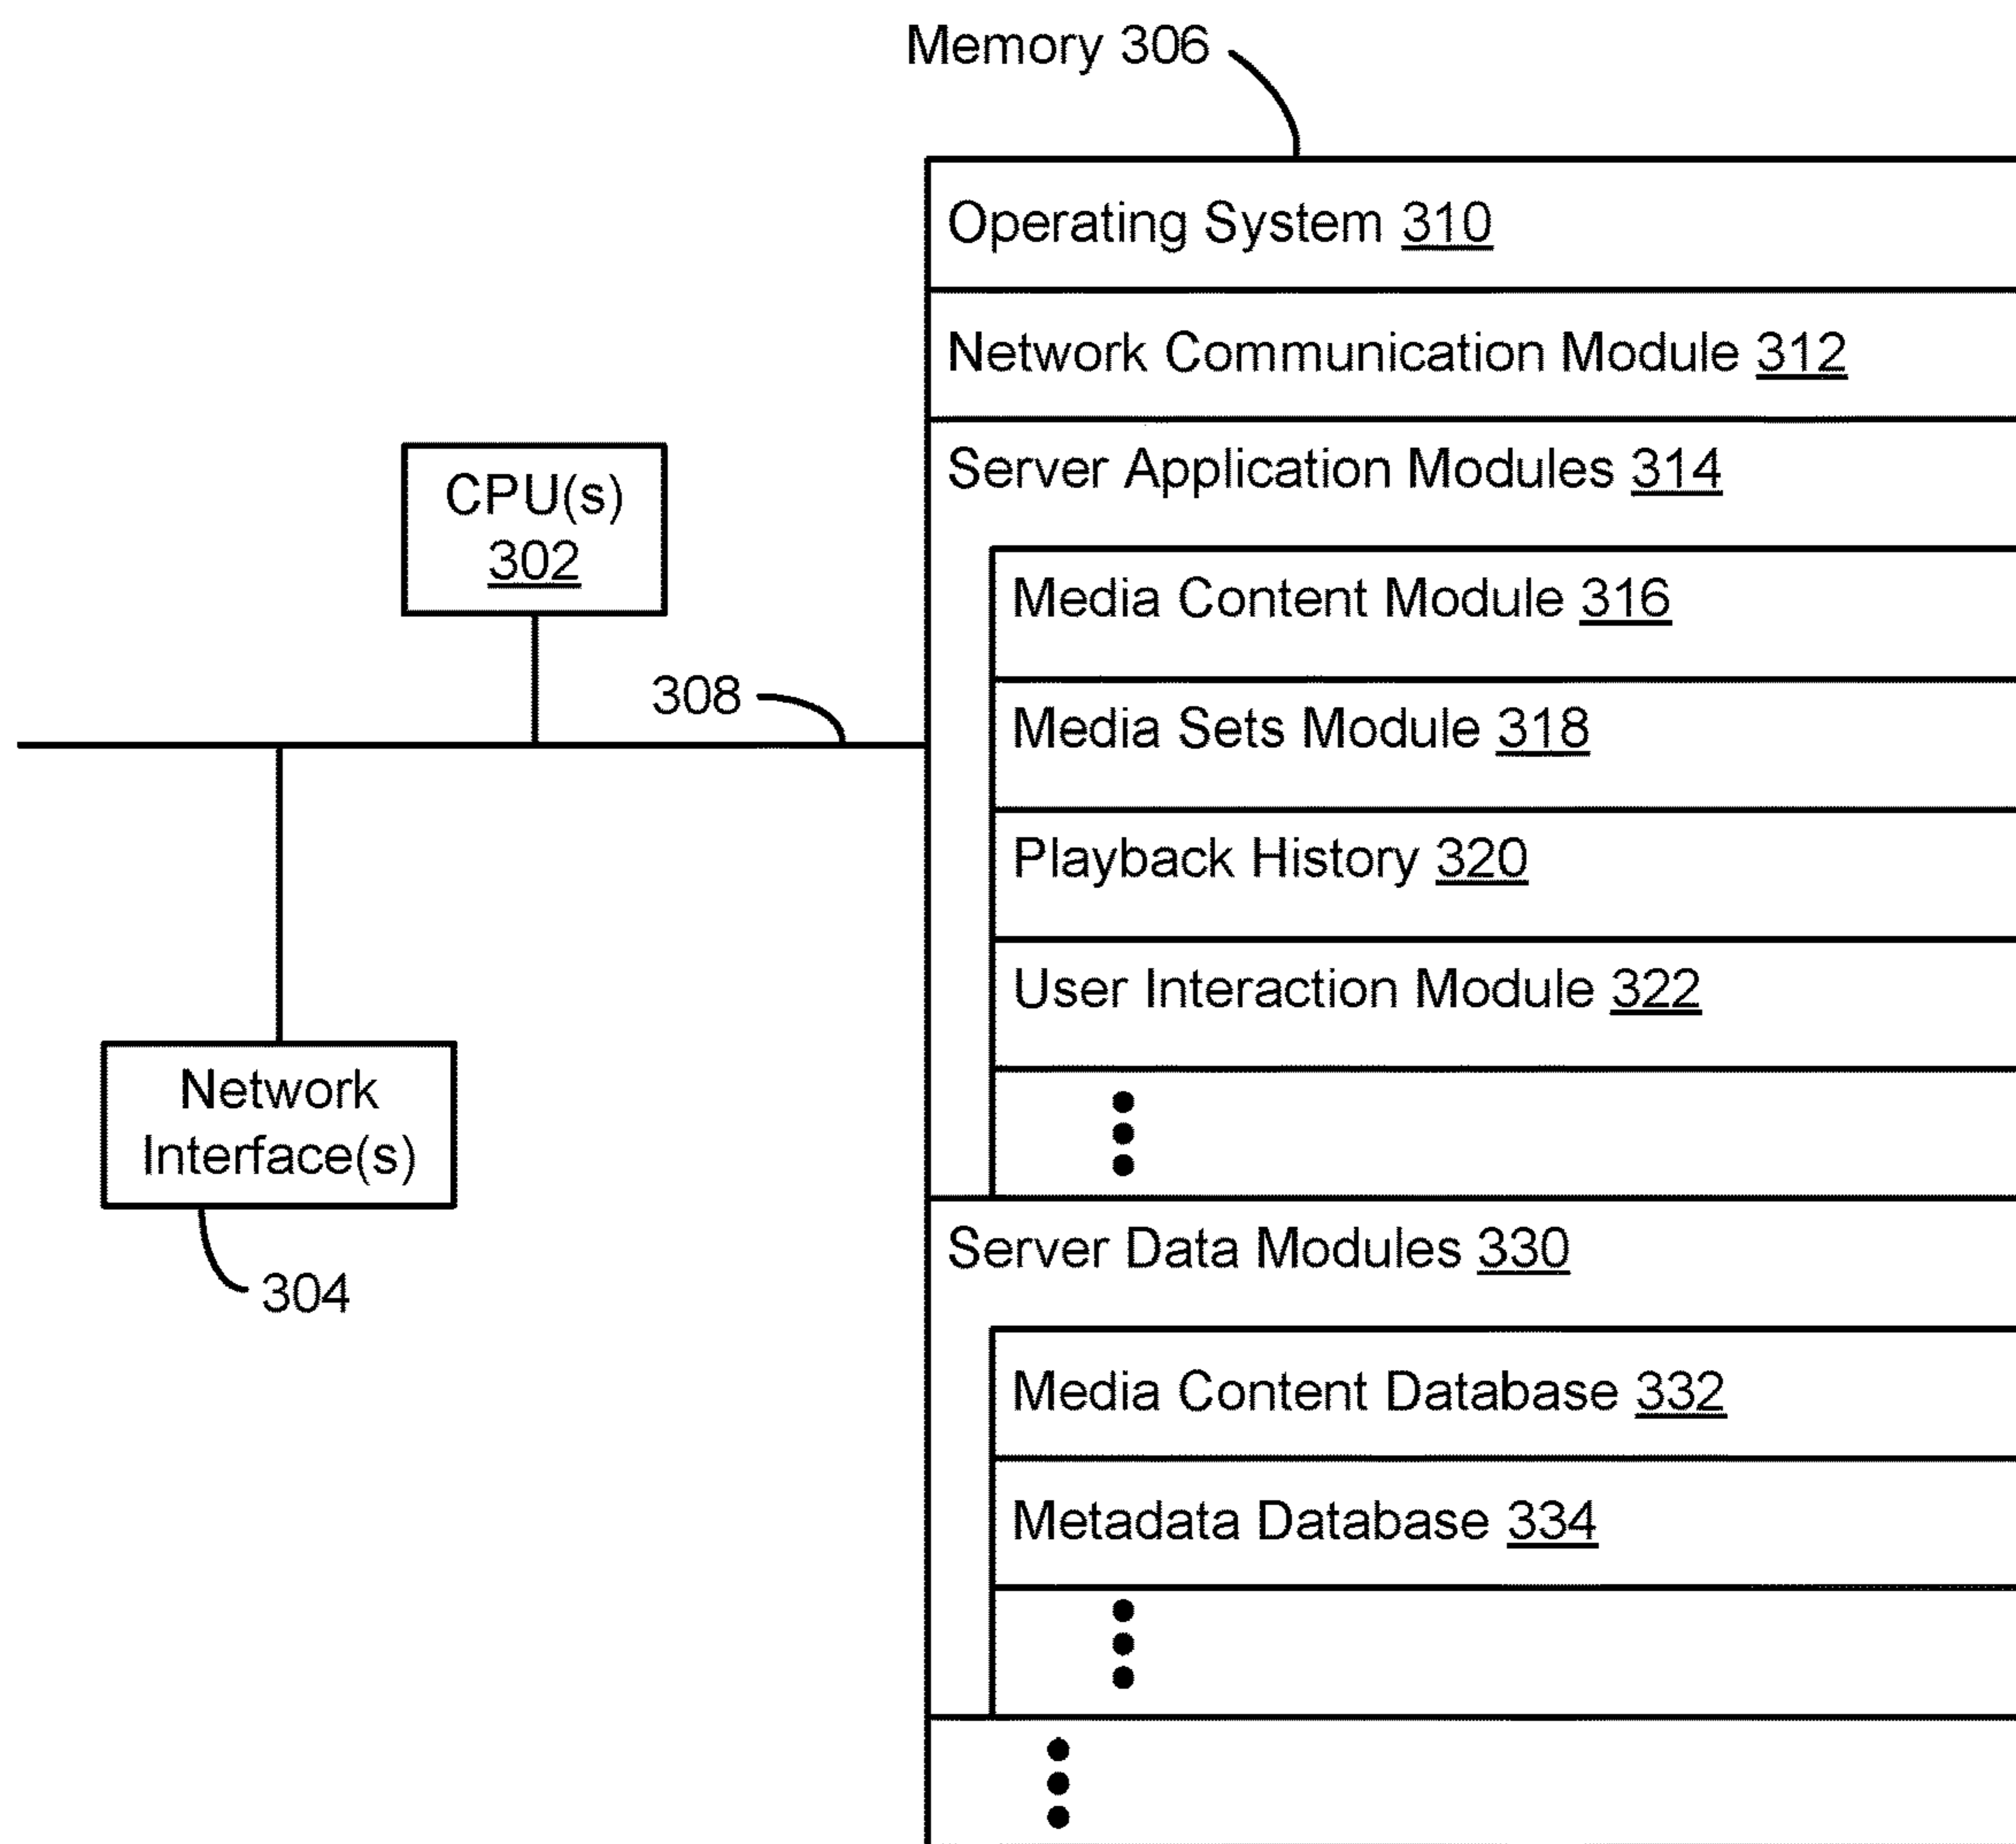 Memory 306
Operating System 310
Network Communication Module 312
Server Application Modules 314
CPU(s)
302
Media Content Module 316
308
Media Sets Module 318
Playback History 320
User Interaction Module 322
Network
Interface(s)
304
Server Data Modules 330
Media Content Database 332
Metadata Database 334